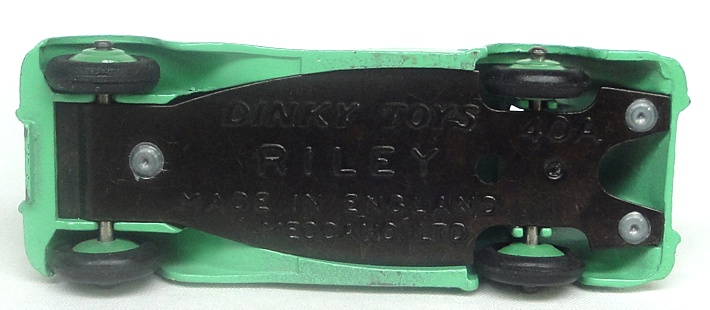 DINKY TOYS 40A
RILEY
MADE IN ENGLAND
MECCANO LTD